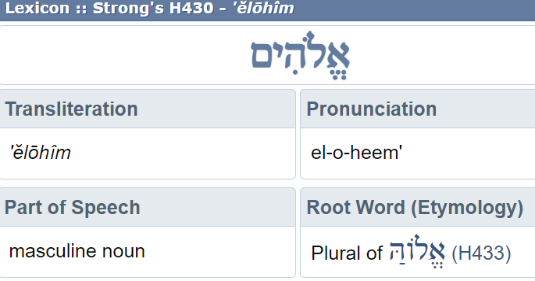 Lexicon :: Strong's H430 - 'ĕlōhîm
אֱלֹהִים
Transliteration
Pronunciation
'ĕlōhîm
el-o-heem'
Part of Speech
Root Word (Etymology)
masculine noun
Plural of אֱלוֹהַּ (H433)